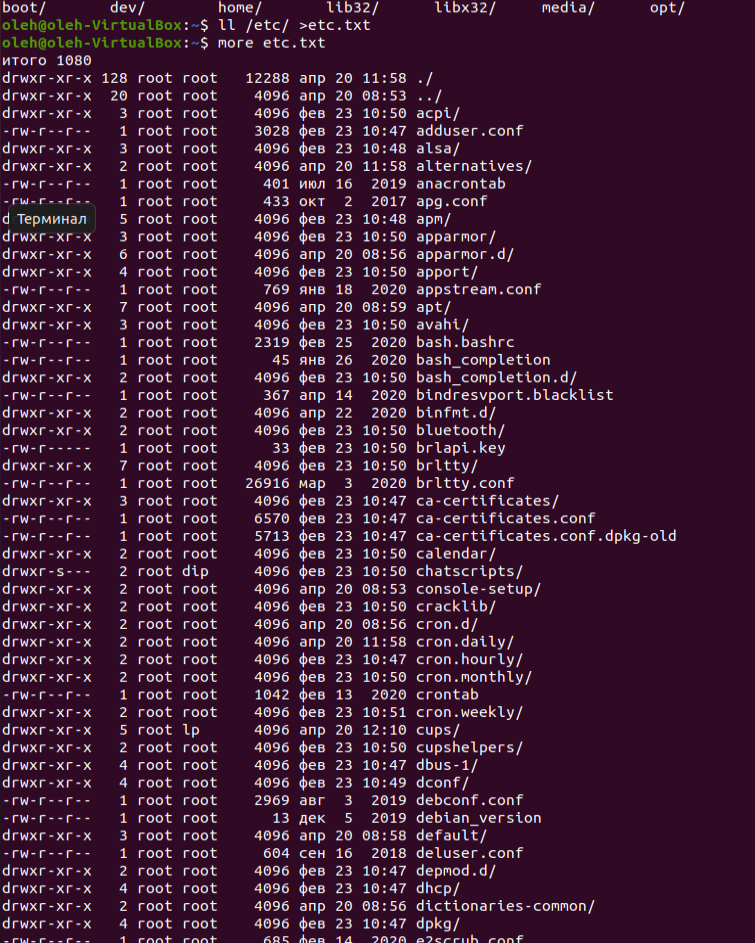 boot/ dev/ home/ lib32/ libx32/ media/ opt/
oleh@oleh-VirtualBox:~$ ll /etc/ >etc.txt
oleh@oleh-VirtualBox:~$ more etc.txt
итого 1080
drwxr-xr-x 128 root root 12288 апр 20 11:58 ./
drwxr-xr-x 20 root root 4096 апр 20 08:53 ../
drwxr-xr-x 3 root root 4096 фев 23 10:50 acpi/
-rw-r--r-- 1 root root 3028 фев 23 10:47 adduser.conf
drwxr-xr-x 3 root root 4096 фев 23 10:48 alsa/
drwxr-xr-x 2 root root 4096 апр 20 11:58 alternatives/
-rw-r--r-- 1 root root 401 июл 16 2019 anacrontab
-rw-r--r-- 1 root root 433 окт 2 2017 apg.conf
Терминал 5 root root 4096 фев 23 10:48 apm/
drwxr-xr-x 3 root root 4096 фев 23 10:50 apparmor/
drwxr-xr-x 6 root root 4096 апр 20 08:56 apparmor.d/
drwxr-xr-x 4 root root 4096 фев 23 10:50 apport/
-rw-r--r-- 1 root root 769 янв 18 2020 appstream.conf
drwxr-xr-x 7 root root 4096 апр 20 08:59 apt/
drwxr-xr-x 3 root root 4096 фев 23 10:50 avahi/
-rw-r--r-- 1 root root 2319 фев 25 2020 bash.bashrc
-rw-r--r-- 1 root root 45 янв 26 2020 bash_completion
drwxr-xr-x 2 root root 4096 фев 23 10:50 bash_completion.d/
-rw-r--r-- 1 root root 367 апр 14 2020 bindresvport.blacklist
drwxr-xr-x 2 root root 4096 апр 22 2020 binfmt.d/
drwxr-xr-x 2 root root 4096 фев 23 10:50 bluetooth/
-rw-r----- 1 root root 33 фев 23 10:50 brlapi.key
drwxr-xr-x 7 root root 4096 фев 23 10:50 brltty/
-rw-r--r-- 1 root root 26916 мар 3 2020 brltty.conf
drwxr-xr-x 3 root root 4096 фев 23 10:47 ca-certificates/
-rw-r--r-- 1 root root 6570 фев 23 10:47 ca-certificates.conf
-rw-r--r-- 1 root root 5713 фев 23 10:47 ca-certificates.conf.dpkg-old
drwxr-xr-x 2 root root 4096 фев 23 10:50 calendar/
drwxr-s--- 2 root dip 4096 фев 23 10:50 chatscripts/
drwxr-xr-x 2 root root 4096 апр 20 08:53 console-setup/
drwxr-xr-x 2 root root 4096 фев 23 10:50 cracklib/
drwxr-xr-x 2 root root 4096 апр 20 08:56 cron.d/
drwxr-xr-x 2 root root 4096 апр 20 11:58 cron.daily/
drwxr-xr-x 2 root root 4096 фев 23 10:47 cron.hourly/
drwxr-xr-x 2 root root 4096 фев 23 10:50 cron.monthly/
-rw-r--r-- 1 root root 1042 фев 13 2020 crontab
drwxr-xr-x 2 root root 4096 фев 23 10:51 cron.weekly/
drwxr-xr-x 5 root lp 4096 апр 20 12:10 cups/
drwxr-xr-x 2 root root 4096 фев 23 10:50 cupshelpers/
drwxr-xr-x 4 root root 4096 фев 23 10:47 dbus-1/
drwxr-xr-x 4 root root 4096 фев 23 10:49 dconf/
-rw-r--r-- 1 root root 2969 авг 3 2019 debconf.conf
-rw-r--r-- 1 root root 13 дек 5 2019 debian_version
drwxr-xr-x 3 root root 4096 апр 20 08:58 default/
-rw-r--r-- 1 root root 604 сен 16 2018 deluser.conf
drwxr-xr-x 2 root root 4096 фев 23 10:47 depmod.d/
drwxr-xr-x 4 root root 4096 фев 23 10:47 dhcp/
drwxr-xr-x 2 root root 4096 апр 20 08:56 dictionaries-common/
drwxr-xr-x 4 root root 4096 фев 23 10:47 dpkg/
-rw-r--r-- 1 root root 685 фев 14 2020 e2scrub.conf